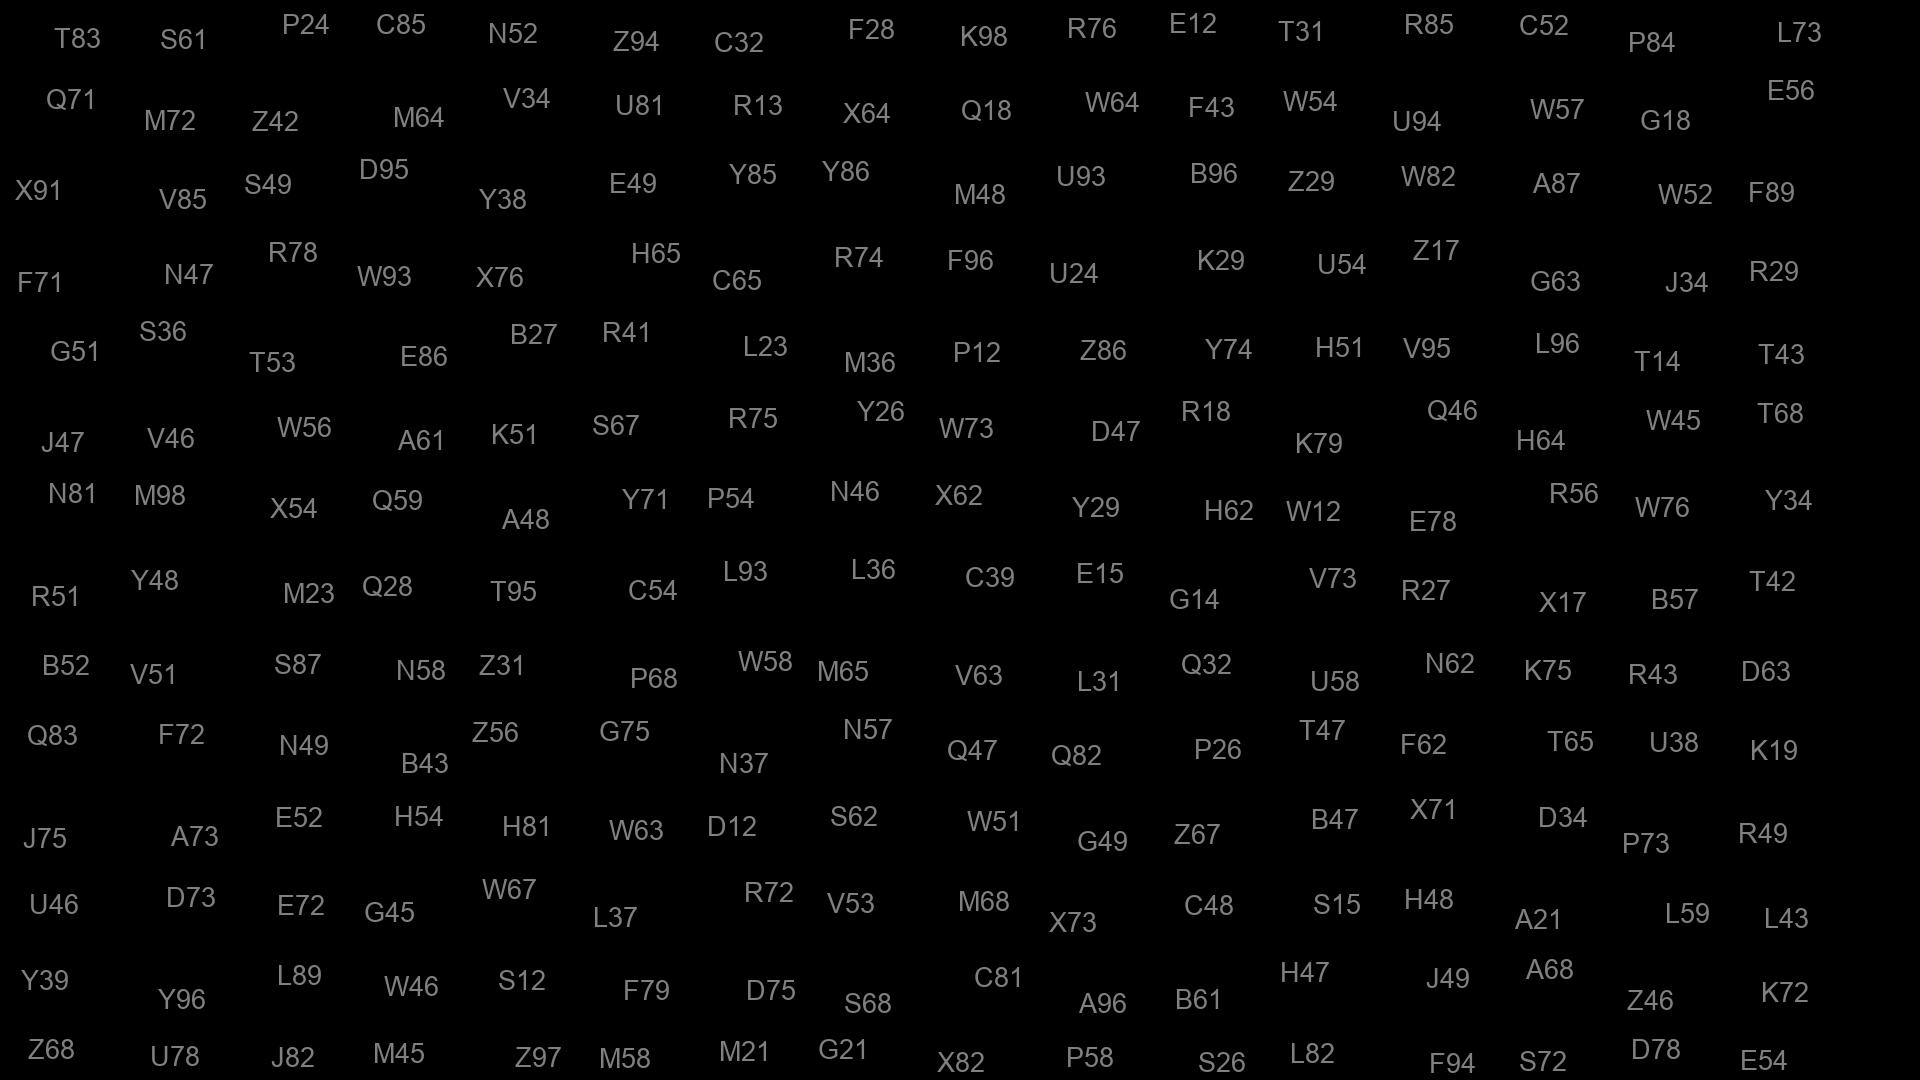 T83 S61 P24 C85 N52 Z94 C32 F28 K98 R76 E12 T31 R85 C52 P84 L73
Q71 M72 Z42 M64 V34 U81 R13 X64 Q18 W64 F43 W54 U94 W57 G18 E56
X91 V85 S49 D95 Y38 E49 Y85 Y86 M48 U93 B96 Z29 W82 A87 W52 F89
F71 N47 R78 W93 X76 H65 C65 R74 F96 U24 K29 U54 Z17 G63 J34 R29
G51 S36 T53 E86 B27 R41 L23 M36 P12 Z86 Y74 H51 V95 L96 T14 T43
J47 V46 W56 A61 K51 S67 R75 Y26 W73 D47 R18 K79 Q46 H64 W45 T68
N81 M98 X54 Q59 A48 Y71 P54 N46 X62 Y29 H62 W12 E78 R56 W76 Y34
R51 Y48 M23 Q28 T95 C54 L93 L36 C39 E15 G14 V73 R27 X17 B57 T42
B52 V51 S87 N58 Z31 P68 W58 M65 V63 L31 Q32 U58 N62 K75 R43 D63
Q83 F72 N49 B43 Z56 G75 N37 N57 Q47 Q82 P26 T47 F62 T65 U38 K19
J75 A73 E52 H54 H81 W63 D12 S62 W51 G49 Z67 B47 X71 D34 P73 R49
U46 D73 E72 G45 W67 L37 R72 V53 M68 X73 C48 S15 H48 A21 L59 L43
Y39 Y96 L89 W46 S12 F79 D75 S68 C81 A96 B61 H47 J49 A68 Z46 K72
Z68 U78 J82 M45 Z97 M58 M21 G21 X82 P58 S26 L82 F94 S72 D78 E54